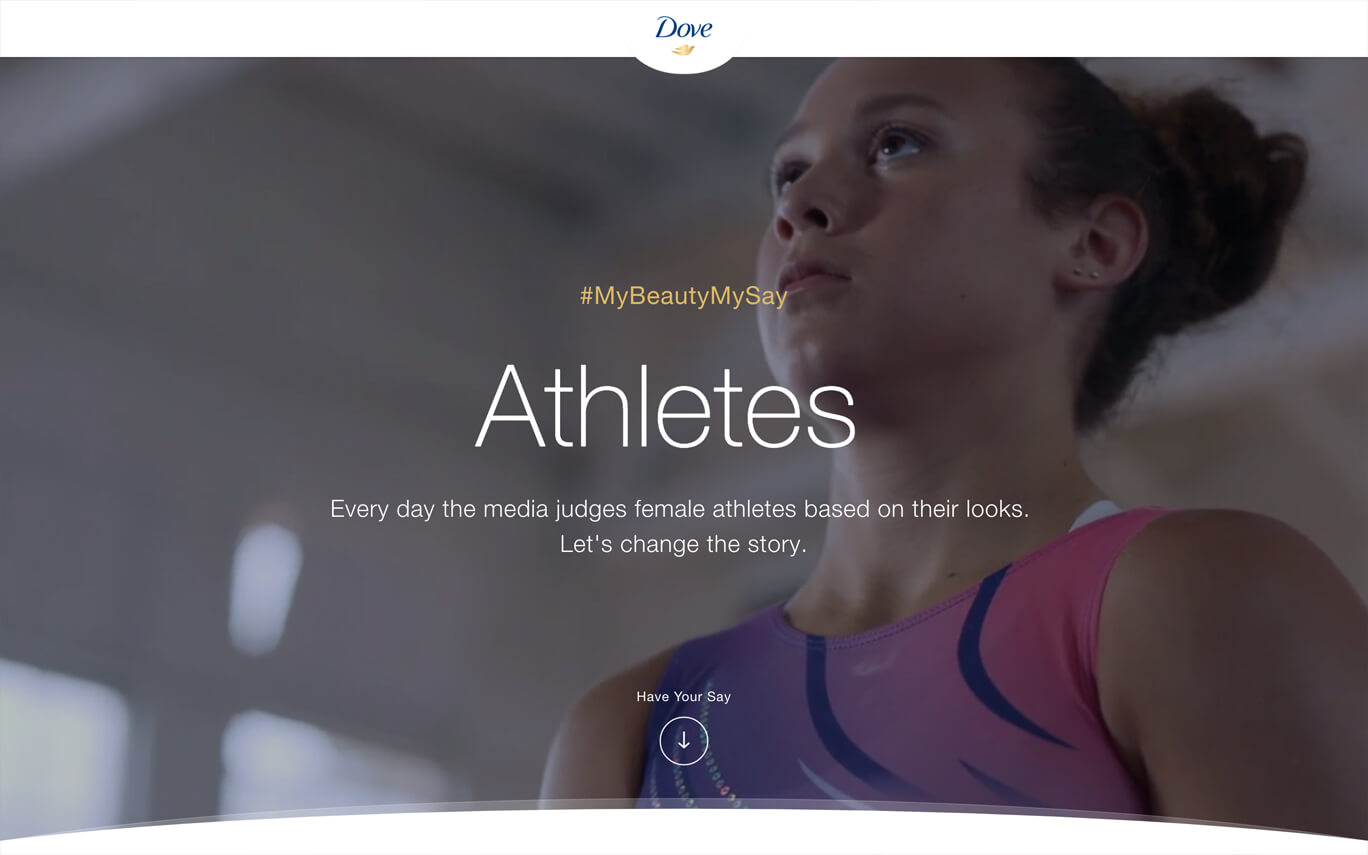 Dove
#MyBeautyMySay
Athletes
Every day the media judges female athletes based on their looks.
Let's change the story.
Have Your Say